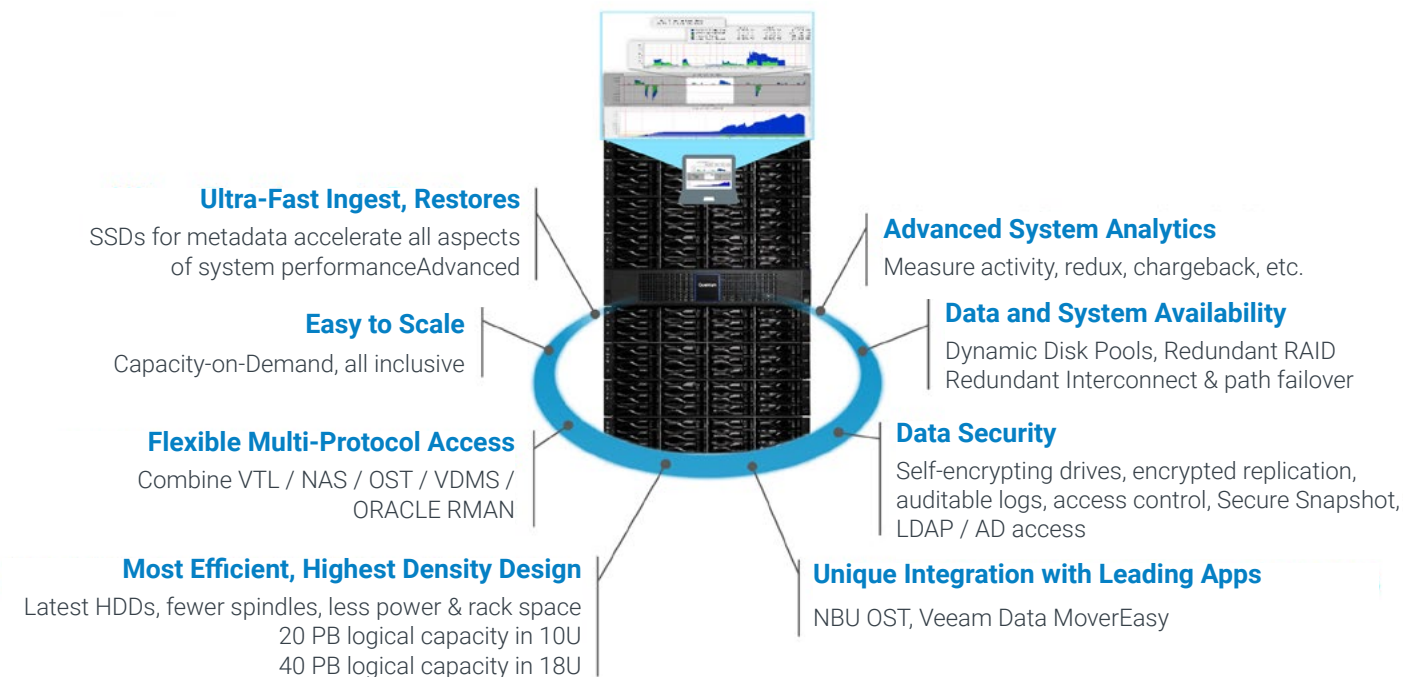 Ultra-Fast Ingest, Restores
SSDs for metadata accelerate all aspects
of system performanceAdvanced
Easy to Scale
Capacity-on-Demand, all inclusive
Flexible Multi-Protocol Access
Combine VTL / NAS / OST / VDMS /
ORACLE RMAN
Most Efficient, Highest Density Design
Latest HDDs, fewer spindles, less power & rack space
20 PB logical capacity in 10U
40 PB logical capacity in 18U
Quantum
Advanced System Analytics
Measure activity, redux, chargeback, etc.
Data and System Availability
Dynamic Disk Pools, Redundant RAID
Redundant Interconnect & path failover
Data Security
Self-encrypting drives, encrypted replication,
auditable logs, access control, Secure Snapshot,
LDAP / AD access
Unique Integration with Leading Apps
NBU OST, Veeam Data MoverEasy